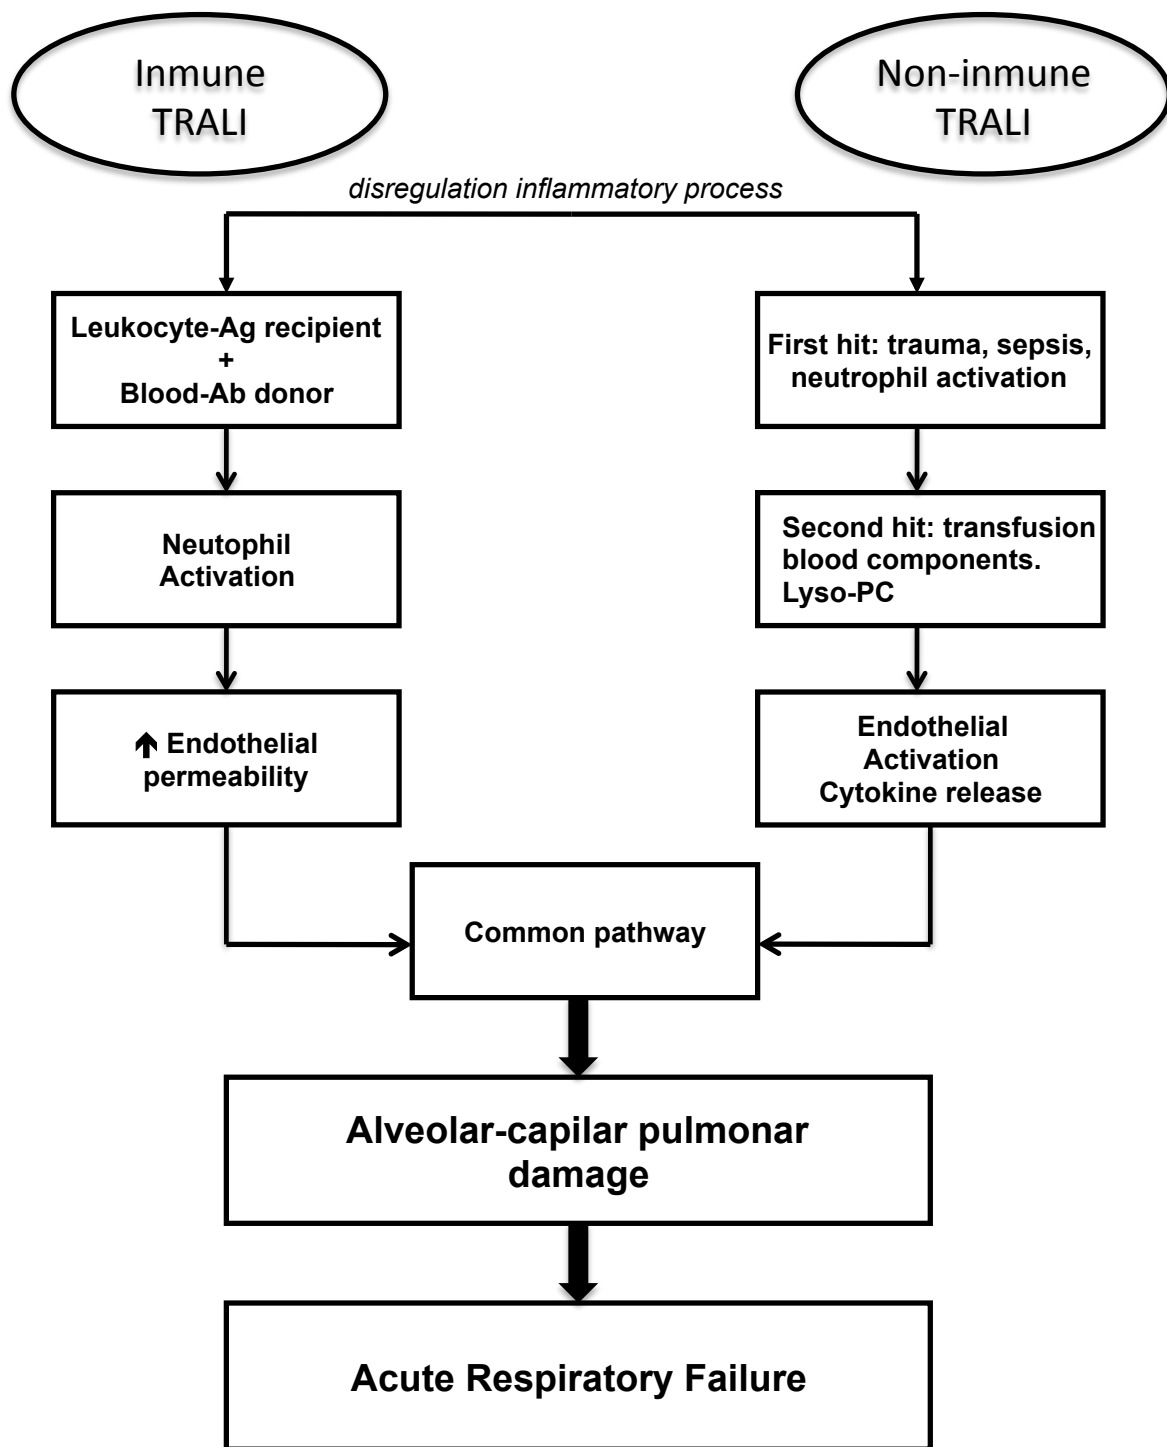 Inmune
TRALI
Non-inmune
TRALI
disregulation inflammatory process
Leukocyte-Ag recipient
+
Blood-Ab donor
First hit: trauma, sepsis,
neutrophil activation
Neutophil
Activation
Second hit: transfusion
blood components.
Lyso-PC
↑ Endothelial
permeability
Endothelial
Activation
Cytokine release
Common pathway
Alveolar-capilar pulmonar
damage
Acute Respiratory Failure